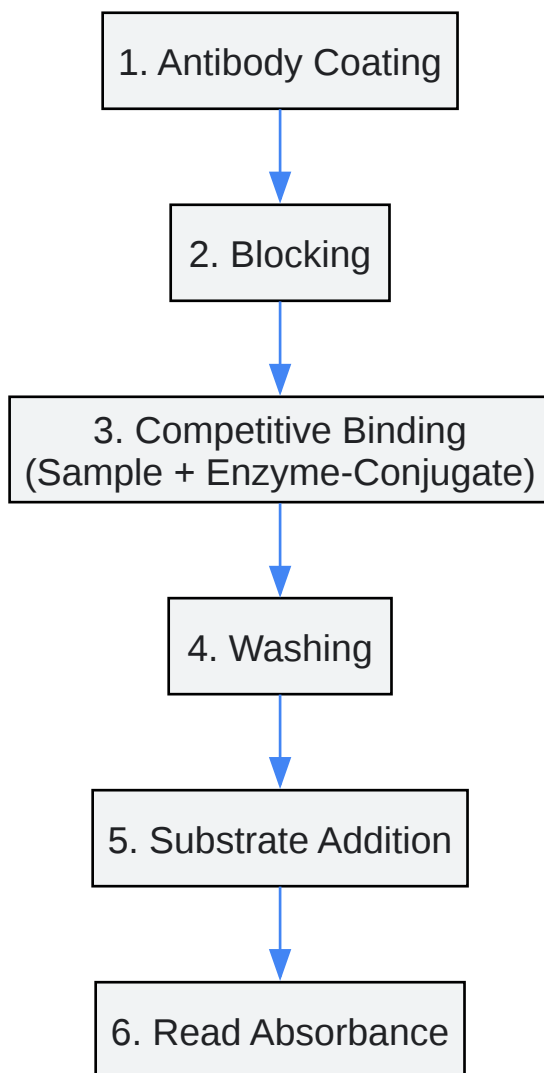 1. Antibody Coating
2. Blocking
3. Competitive Binding
(Sample + Enzyme-Conjugate)
4. Washing
5. Substrate Addition
6. Read Absorbance